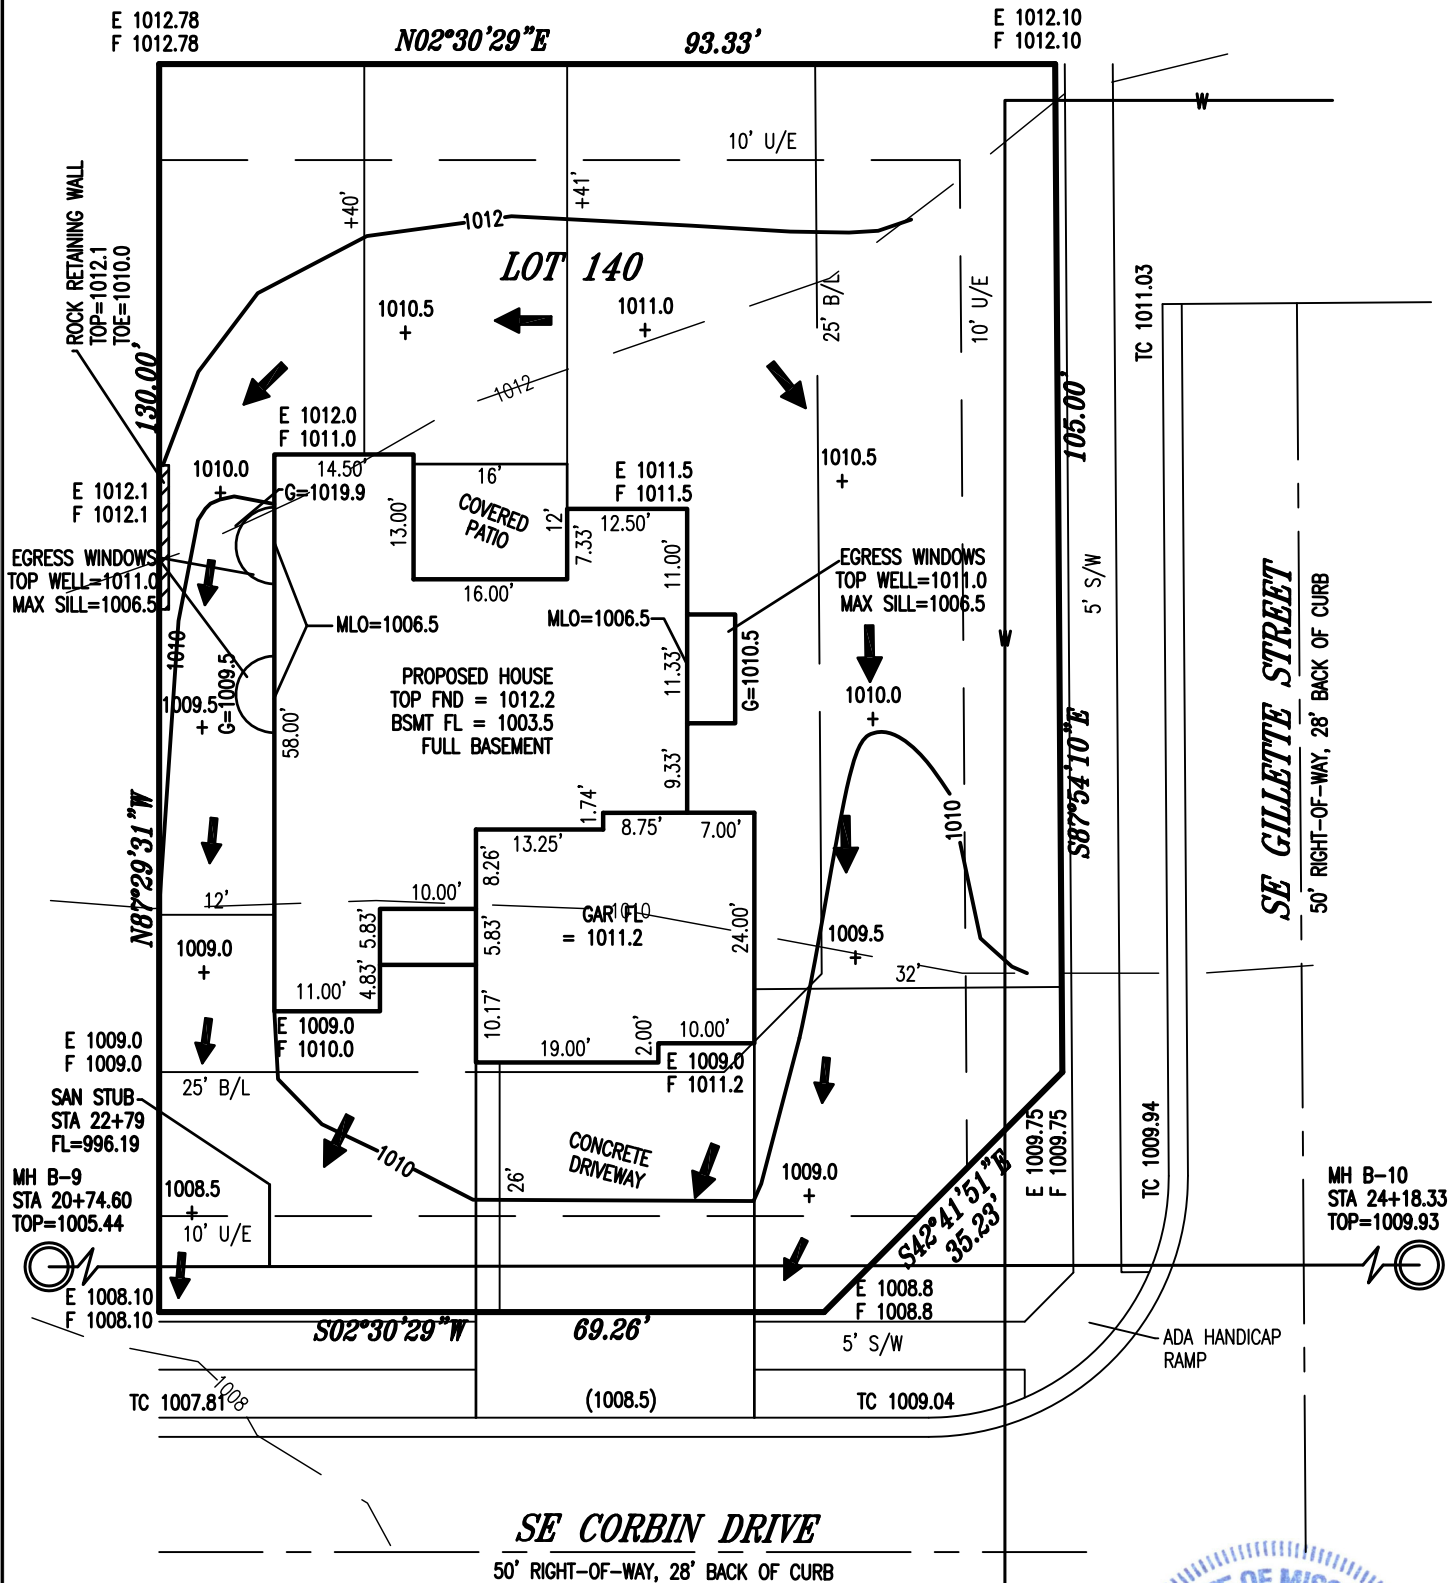 E 1012.78
F 1012.78
N02°30'29"E
93.33'
E 1012.10
F 1012.10
W
10' U/E
ROCK RETAINING WALL
TOP=1012.1
TOE=1010.0
+40'
+41'
1012
LOT 140
25' B/L
10' U/E
TC 1011.03
1010.5
+
1011.0
+
130.00'
1012
105.00'
E 1012.0
F 1011.0
14.50'
16'
1010.0
+
G=1019.9
E 1011.5
F 1011.5
1010.5
+
E 1012.1
F 1012.1
13.00'
COVERED
PATIO
12'
7.33'
12.50'
EGRESS WINDOWS
TOP WELL=1011.0
MAX SILL=1006.5
16.00'
11.00'
EGRESS WINDOWS
TOP WELL=1011.0
MAX SILL=1006.5
5' S/W
SE GILLETTE STREET
50' RIGHT-OF-WAY, 28' BACK OF CURB
MLO=1006.5
MLO=1006.5
W
1010
G=1009.5
1009.5
+
PROPOSED HOUSE
TOP FND = 1012.2
BSMT FL = 1003.5
FULL BASEMENT
11.33'
G=1010.5
1010.0
+
58.00'
9.33'
S87°54'10"E
N87°29'31"W
1.74'
8.75'
7.00'
13.25'
8.26'
1010
12'
10.00'
5.83'
5.83'
GAR FL
= 1011.2
1010
24.00'
1009.0
+
1009.5
+
32'
11.00'
4.83'
10.17'
19.00'
2.00'
10.00'
E 1009.0
F 1010.0
E 1009.0
F 1011.2
E 1009.0
F 1009.0
25' B/L
SAN STUB
STA 22+79
FL=996.19
1010
26'
CONCRETE
DRIVEWAY
1009.0
+
E 1009.75
F 1009.75
TC 1009.94
MH B-9
STA 20+74.60
TOP=1005.44
1008.5
+
10' U/E
S42°41'51"E
35.23'
MH B-10
STA 24+18.33
TOP=1009.93
E 1008.10
F 1008.10
E 1008.8
F 1008.8
S02°30'29"W
69.26'
5' S/W
ADA HANDICAP
RAMP
TC 1007.81
1008
(1008.5)
TC 1009.04
SE CORBIN DRIVE
50' RIGHT-OF-WAY, 28' BACK OF CURB